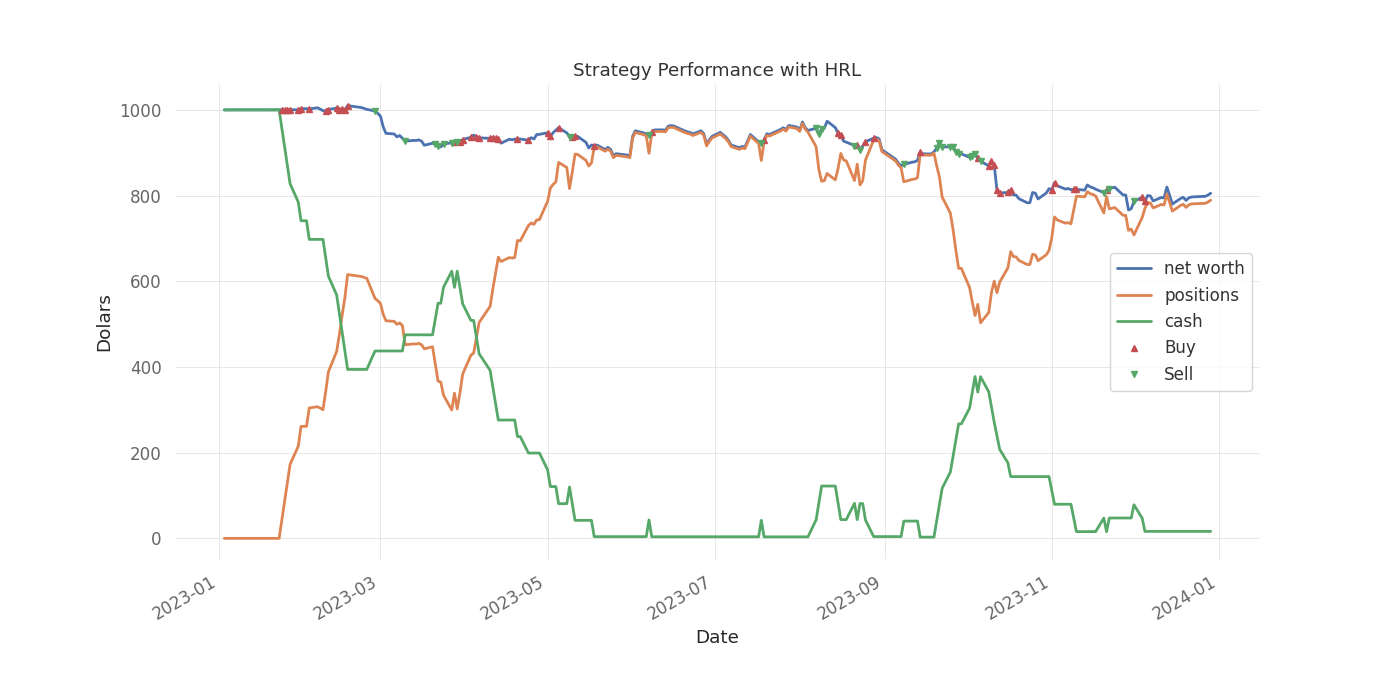 Strategy Performance with HRL
1000
800
600
400
200
0
Dolars
net worth
positions
cash
Buy
Sell
2023-01
2023-03
2023-05
2023-07
2023-09
2023-11
2024-01
Date